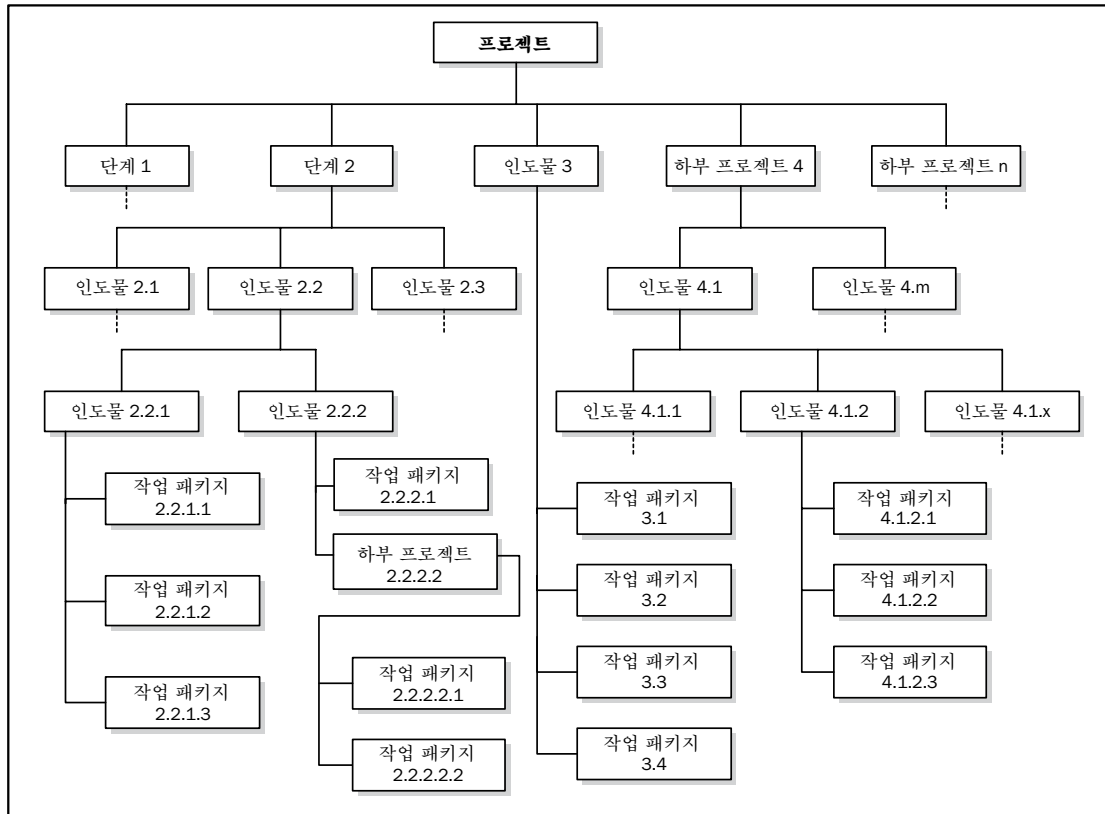 프로젝트
단계 1
단계 2
인도물 3
하부 프로젝트 4
하부 프로젝트 n
인도물 2.1
인도물 2.2
인도물 2.3
인도물 4.1
인도물 4.m
인도물 2.2.1
인도물 2.2.2
인도물 4.1.1
인도물 4.1.2
인도물 4.1.x
작업 패키지
2.2.1.1
작업 패키지
2.2.1.2
작업 패키지
2.2.1.3
작업 패키지
2.2.2.1
하부 프로젝트
2.2.2.2
작업 패키지
2.2.2.2.1
작업 패키지
2.2.2.2.2
작업 패키지
3.1
작업 패키지
3.2
작업 패키지
3.3
작업 패키지
3.4
작업 패키지
4.1.2.1
작업 패키지
4.1.2.2
작업 패키지
4.1.2.3